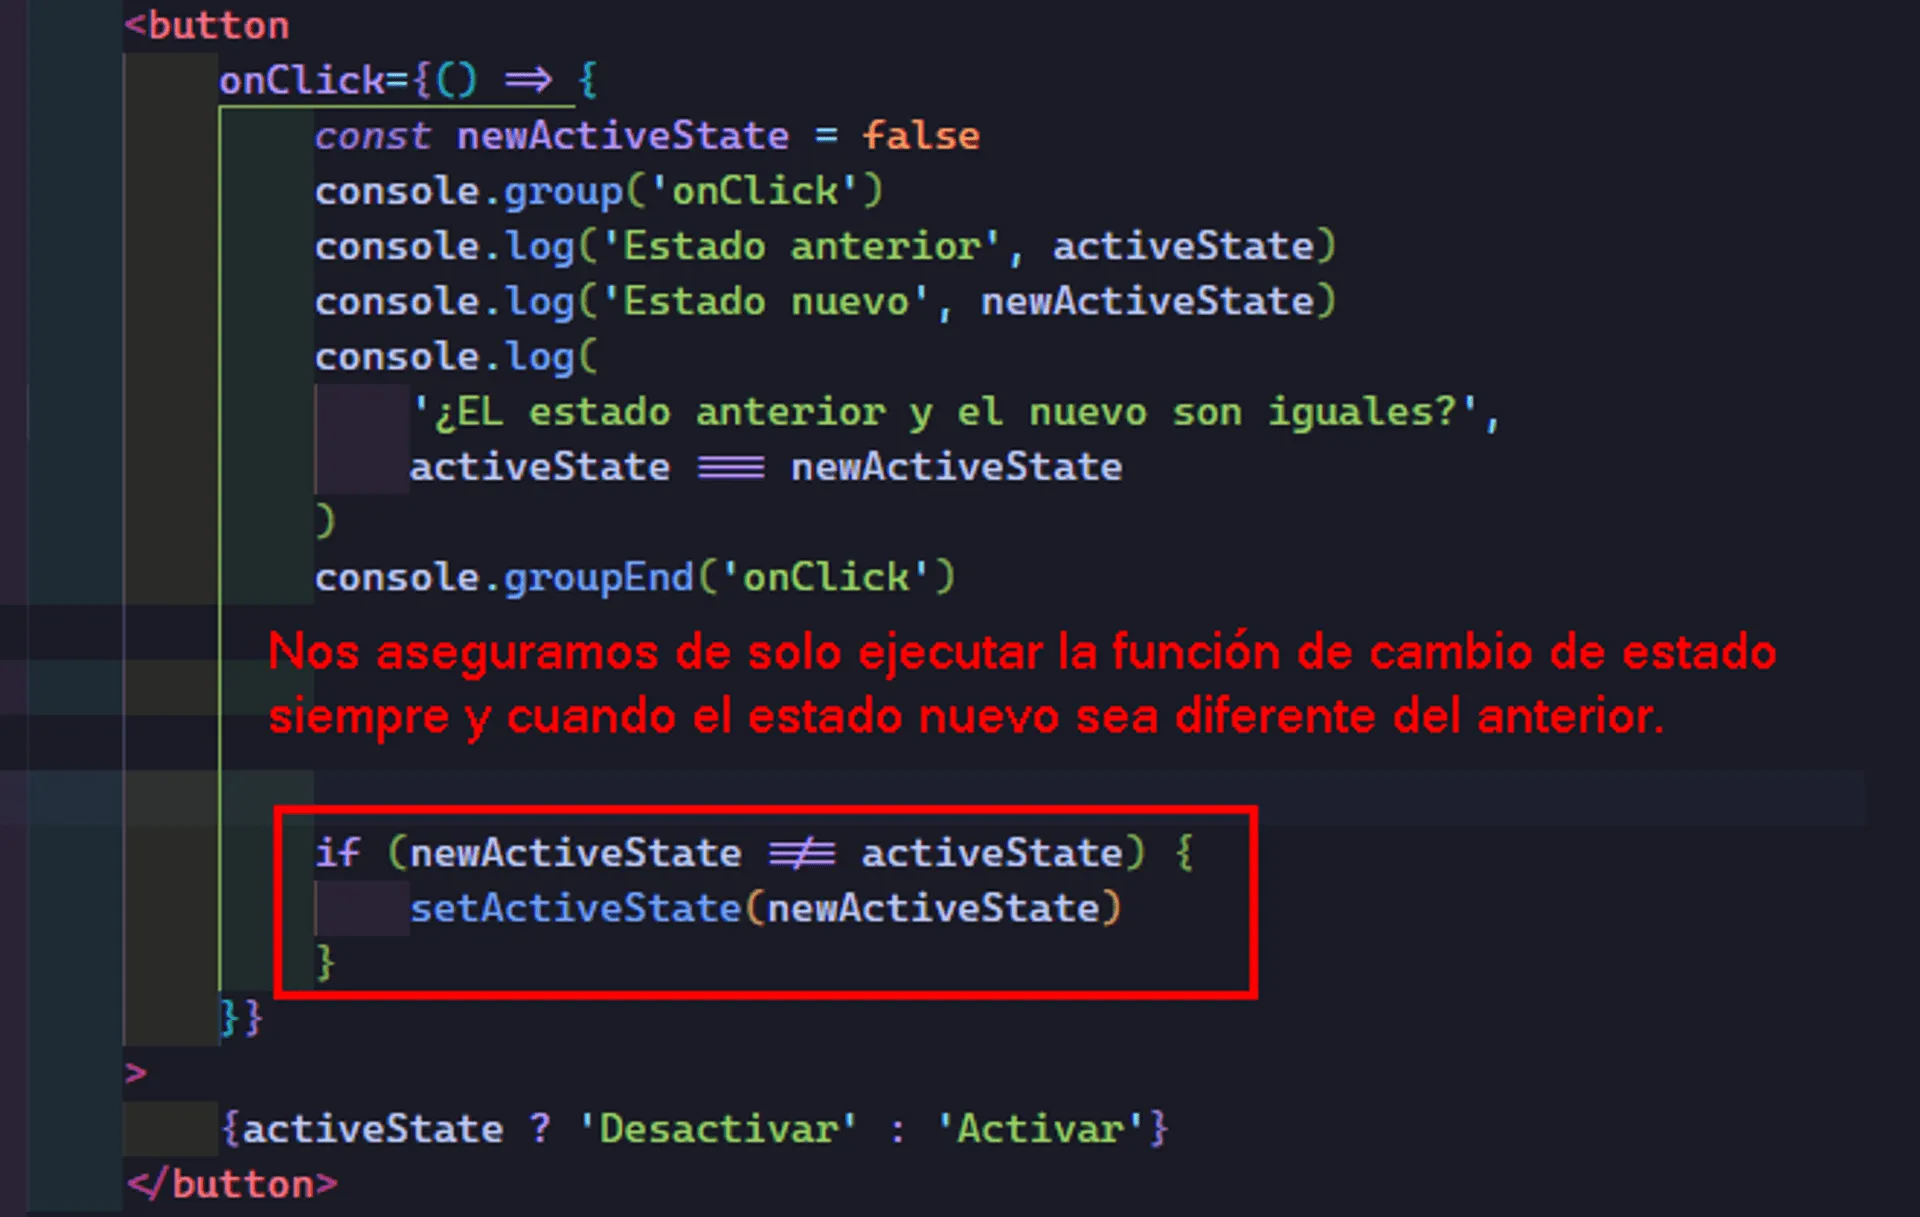 <button
onClick={() => {
const newActiveState = false
console.group('onClick')
console.log('Estado anterior', activeState)
console.log('Estado nuevo', newActiveState)
console.log(
'¿EL estado anterior y el nuevo son iguales?',
activeState === newActiveState
)
console.groupEnd('onClick')
Nos aseguramos de solo ejecutar la función de cambio de estado
siempre y cuando el estado nuevo sea diferente del anterior.
if (newActiveState !== activeState) {
setActiveState(newActiveState)
}
}}
>
{activeState ? 'Desactivar' : 'Activar'}
</button>